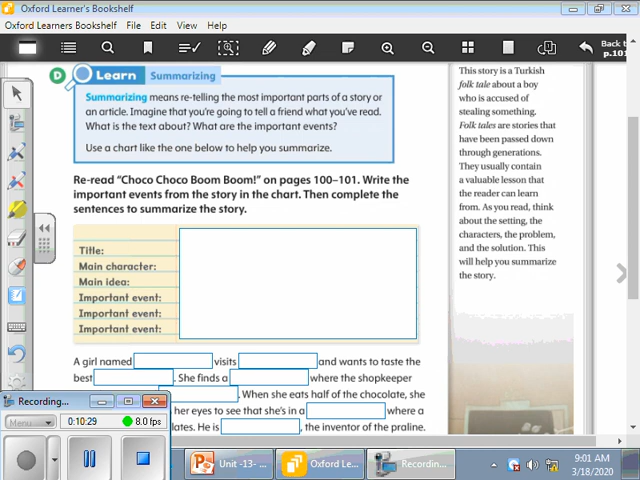 Oxford Learner's Bookshelf
Oxford Learners Bookshelf File Edit View Help
Back to
p.101
D Learn Summarizing
Summarizing means re-telling the most important parts of a story or
an article. Imagine that you're going to tell a friend what you've read.
What is the text about? What are the important events?
Use a chart like the one below to help you summarize.
Re-read "Choco Choco Boom Boom!" on pages 100–101. Write the
important events from the story in the chart. Then complete the
sentences to summarize the story.
Title:
Main character:
Main idea:
Important event:
Important event:
Important event:
A girl named visits and wants to taste the
best . She finds a where the shopkeeper
. When she eats half of the chocolate, she
her eyes to see that she's in a where a
lates. He is , the inventor of the praline.
This story is a Turkish
folk tale about a boy
who is accused of
stealing something.
Folk tales are stories that
have been passed down
through generations.
They usually contain
a valuable lesson that
the reader can learn
from. As you read, think
about the setting, the
characters, the problem,
and the solution. This
will help you summarize
the story.
Recording...
Menu 0:10:29 8.0 fps
Unit -13- ... Oxford Le... Recording...
9:01 AM
3/18/2020